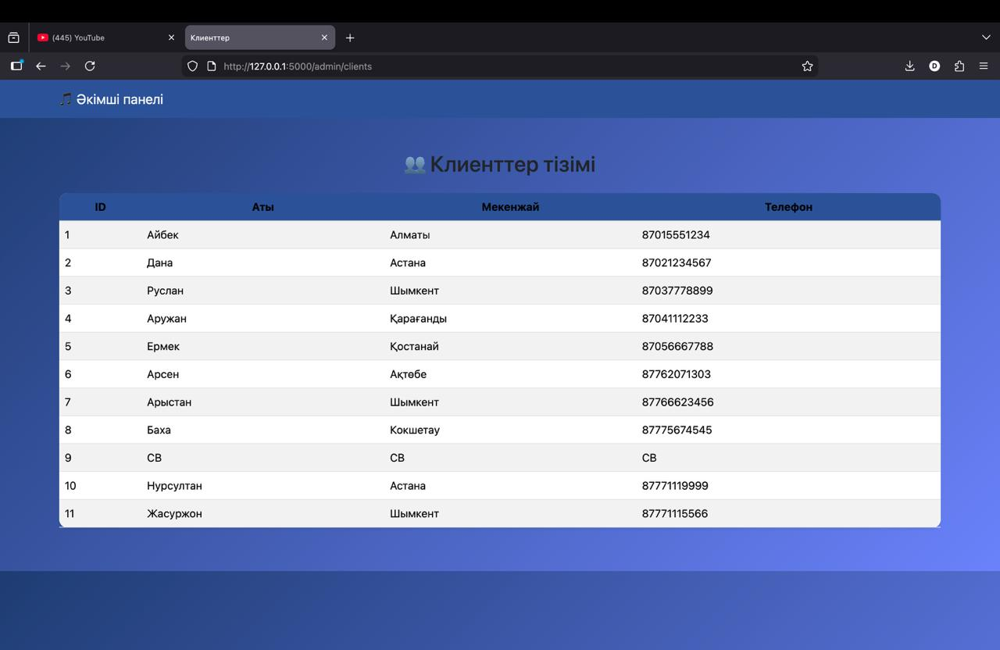 (445) YouTube
Клиенттер
http://127.0.0.1:5000/admin/clients
D
Әкімші панелі
Клиенттер тізімі
ID Аты Мекенжай Телефон
1 Айбек Алматы 87015551234
2 Дана Астана 87021234567
3 Руслан Шымкент 87037778899
4 Аружан Қарағанды 87041112233
5 Ермек Қостанай 87056667788
6 Арсен Ақтөбе 87762071303
7 Арыстан Шымкент 87766623456
8 Баха Кокшетау 87775674545
9 СВ СВ СВ
10 Нурсултан Астана 87771119999
11 Жасуржон Шымкент 87771115566